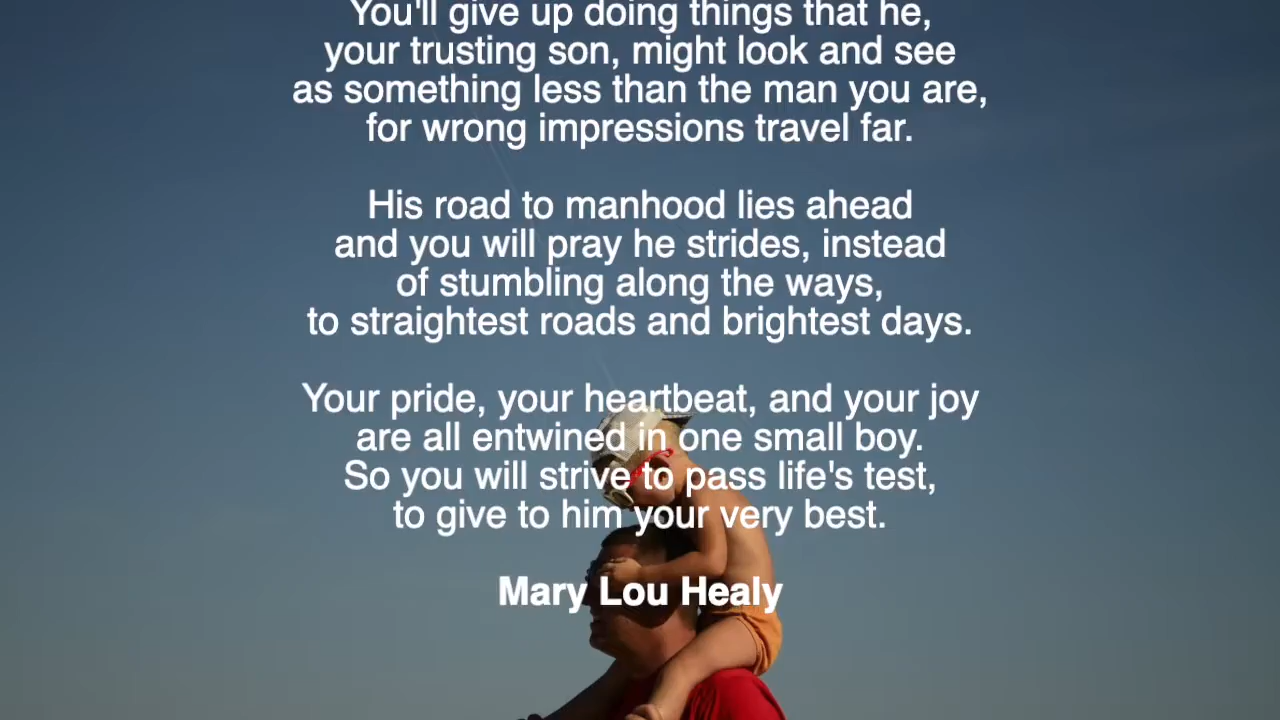 You'll give up doing things that he,
your trusting son, might look and see
as something less than the man you are,
for wrong impressions travel far.
His road to manhood lies ahead
and you will pray he strides, instead
of stumbling along the ways,
to straightest roads and brightest days.
Your pride, your heartbeat, and your joy
are all entwined in one small boy.
So you will strive to pass life's test,
to give to him your very best.
Mary Lou Healy